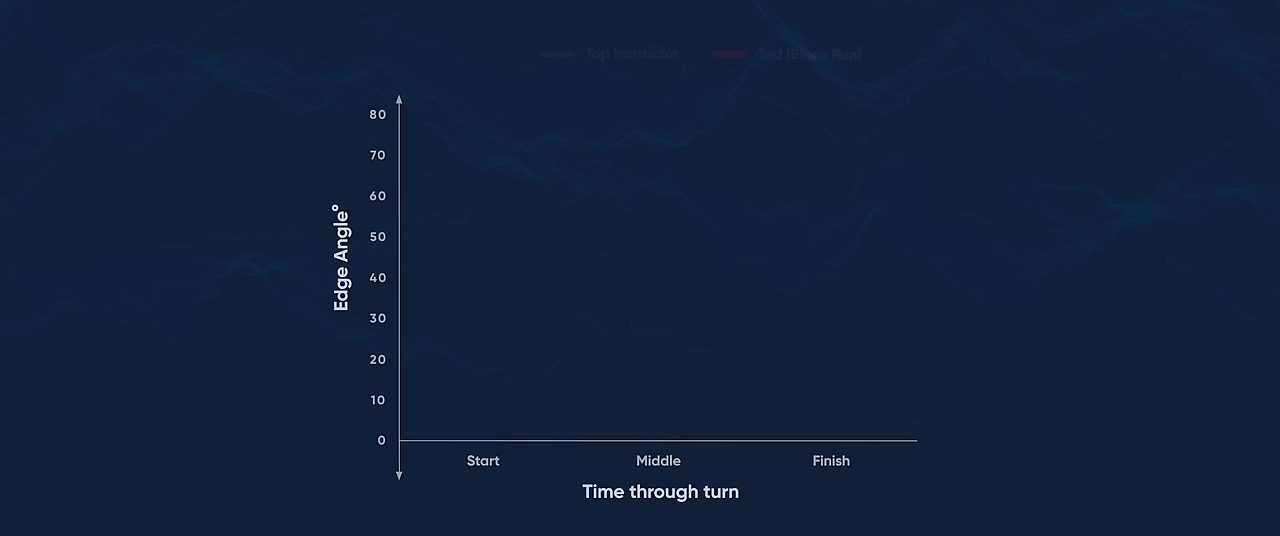 Top Instructor Ted (Black Run)
80
70
60
50
40
30
20
10
0
Edge Angle°
Start Middle Finish
Time through turn